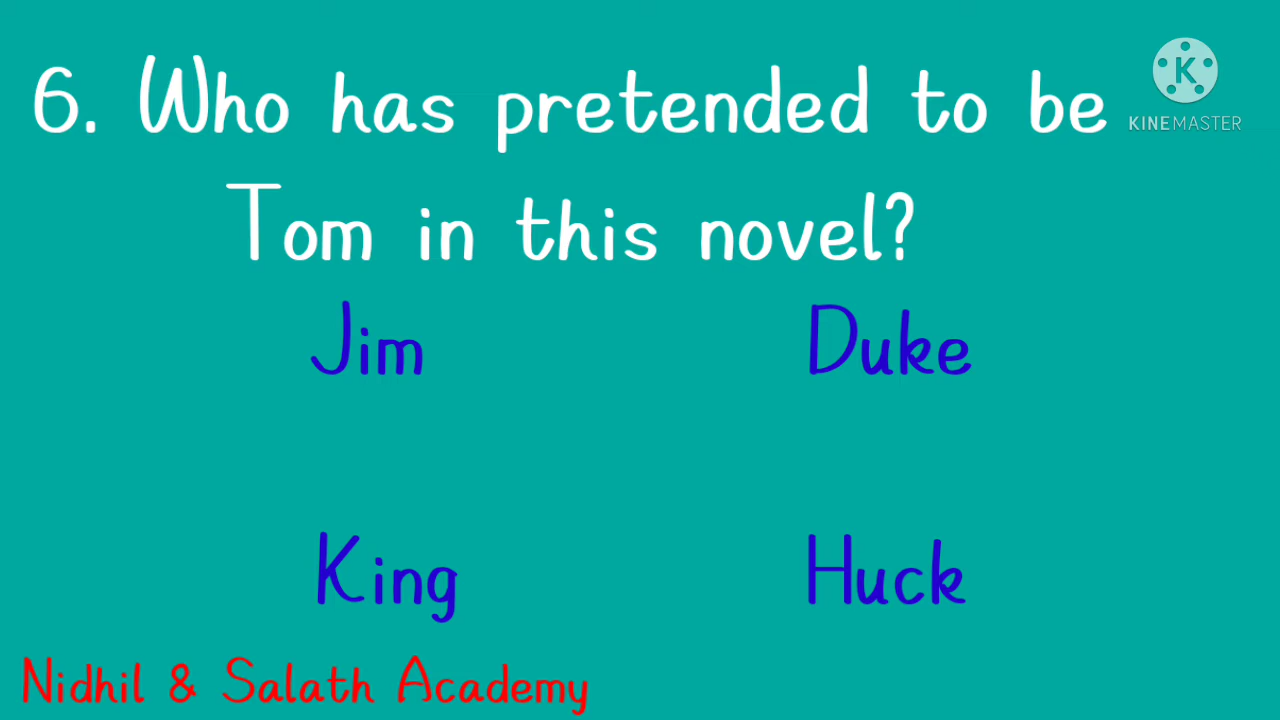 6. Who has pretended to be
Tom in this novel?
K
KINEMASTER
Jim
Duke
King
Huck
Nidhil & Salath Academy